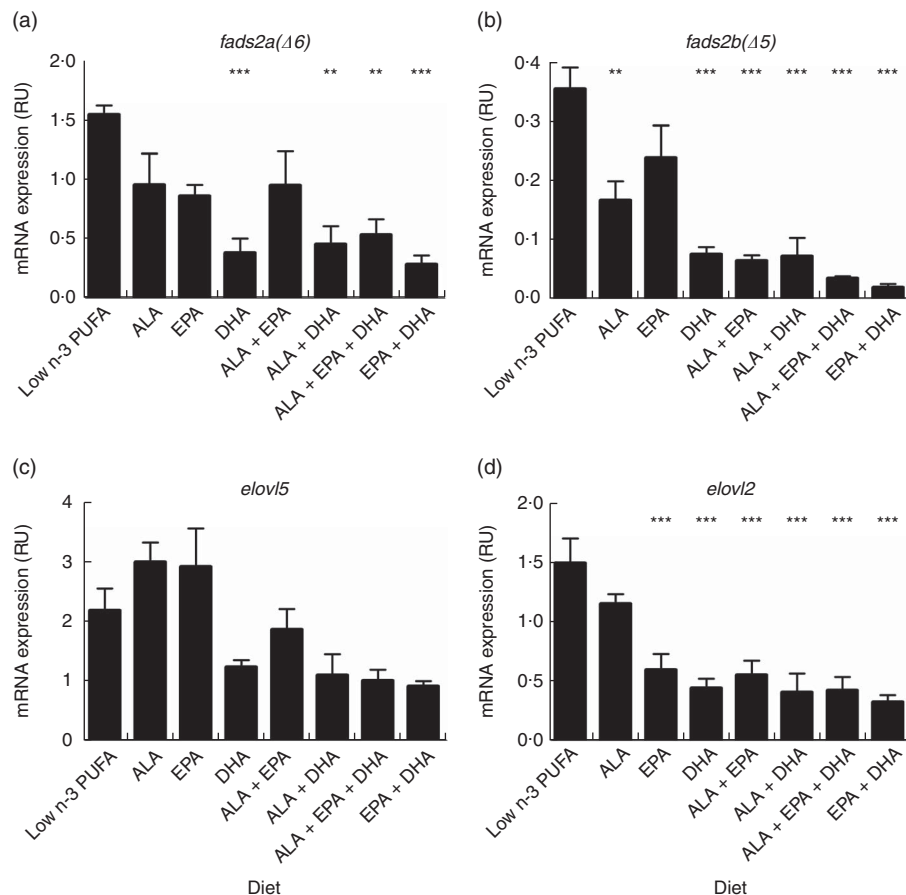 (a)
fads2a(Δ6)
*** ** ** ***
2·0
1·5
1·0
0·5
0·0
mRNA expression (RU)
Low n-3 PUFA
ALA
EPA
DHA
ALA + EPA
ALA + DHA
ALA + EPA + DHA
EPA + DHA
(b)
fads2b(Δ5)
** *** *** *** *** ***
0·4
0·3
0·2
0·1
0·0
mRNA expression (RU)
Low n-3 PUFA
ALA
EPA
DHA
ALA + EPA
ALA + DHA
ALA + EPA + DHA
EPA + DHA
(c)
elovl5
4
3
2
1
0
mRNA expression (RU)
Low n-3 PUFA
ALA
EPA
DHA
ALA + EPA
ALA + DHA
ALA + EPA + DHA
EPA + DHA
Diet
(d)
elovl2
*** *** *** *** *** ***
2·0
1·5
1·0
0·5
0·0
mRNA expression (RU)
Low n-3 PUFA
ALA
EPA
DHA
ALA + EPA
ALA + DHA
ALA + EPA + DHA
EPA + DHA
Diet